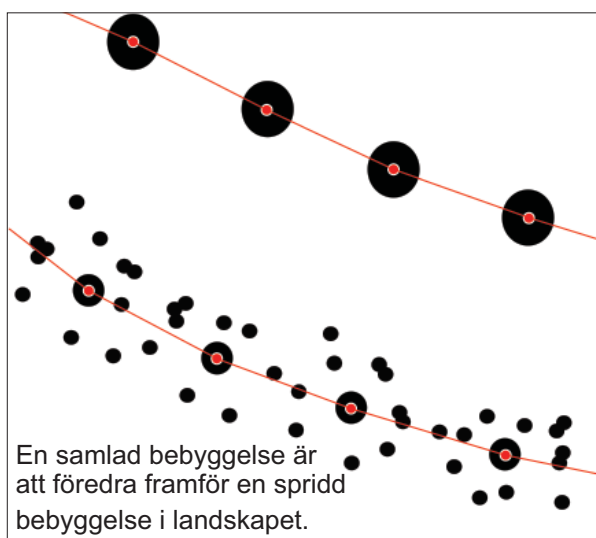 En samlad bebyggelse är
att föredra framför en spridd
bebyggelse i landskapet.